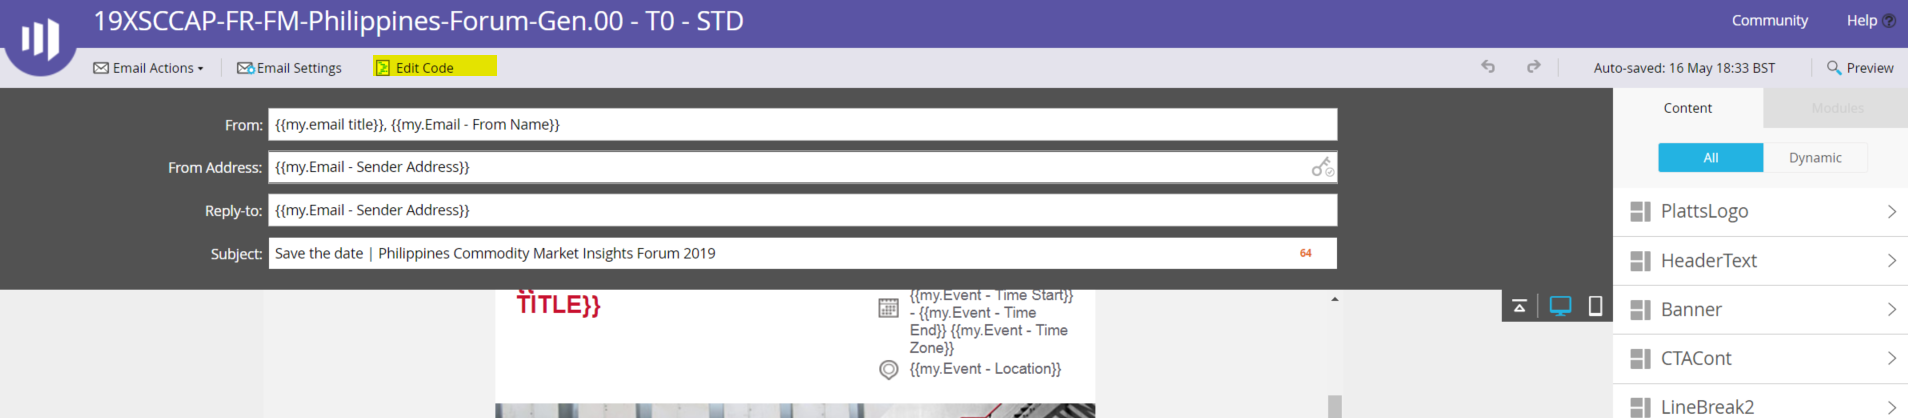 19XSCCAP-FR-FM-Philippines-Forum-Gen.00 - T0 - STD
Community
Help
Email Actions
Email Settings
Edit Code
Auto-saved: 16 May 18:33 BST
Preview
From: {{my.email title}}, {{my.Email - From Name}}
From Address: {{my.Email - Sender Address}}
Reply-to: {{my.Email - Sender Address}}
Subject: Save the date | Philippines Commodity Market Insights Forum 2019 64
Content
Modules
All
Dynamic
PlattsLogo
HeaderText
Banner
CTACont
LineBreak2
TITLE}}
{{my.Event - Time Start}}
- {{my.Event - Time
End}} {{my.Event - Time
Zone}}
{{my.Event - Location}}